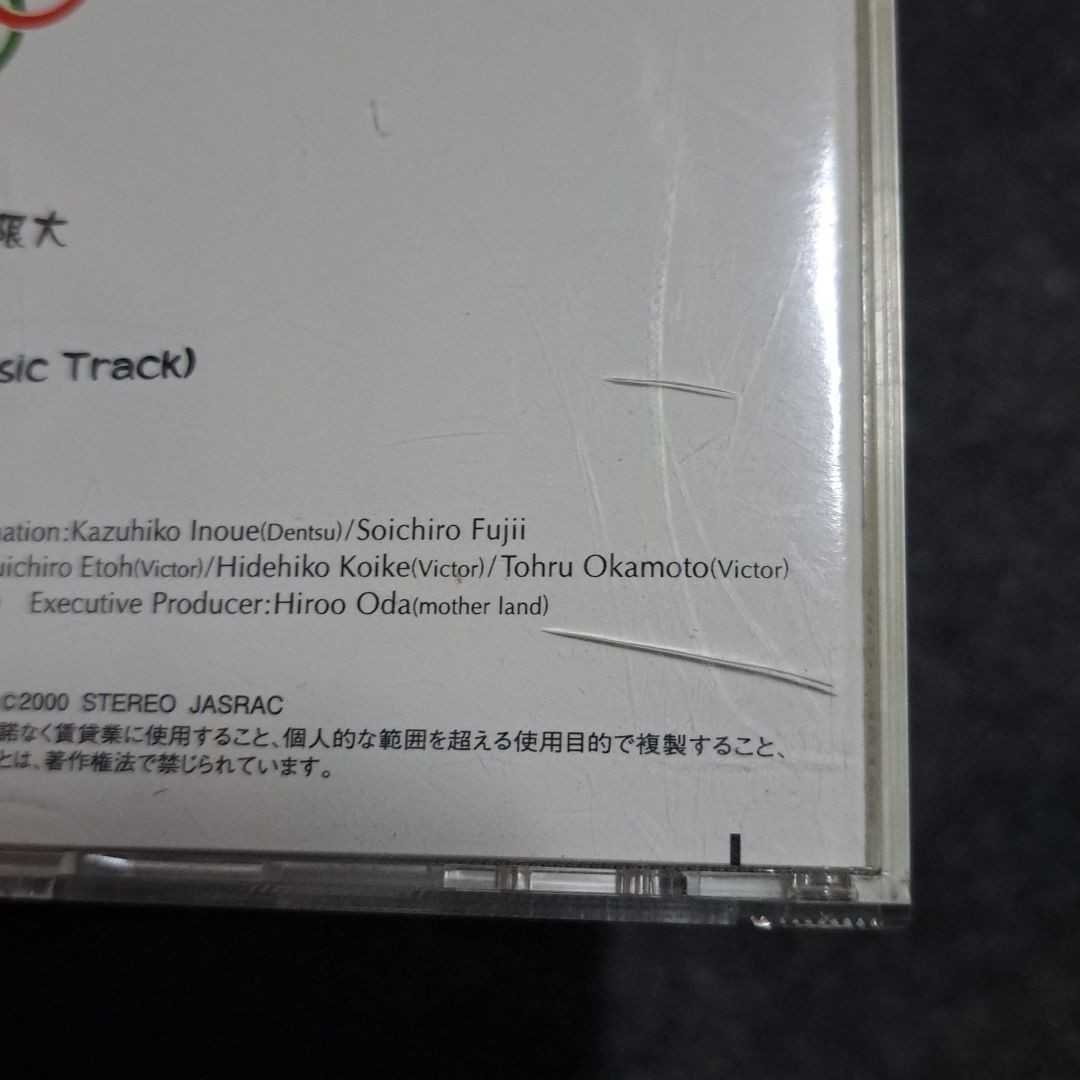 限大
sic Track)
ation:Kazuhiko Inoue(Dentsu)/Soichiro Fujii
uichiro Etoh(Victor)/Hidehiko Koike(Victor)/Tohru Okamoto(Victor)
Executive Producer:Hiroo Oda(mother land)
C2000 STEREO JASRAC
諾なく賃貸業に使用すること、個人的な範囲を超える使用目的で複製すること、
とは、著作権法で禁じられています。